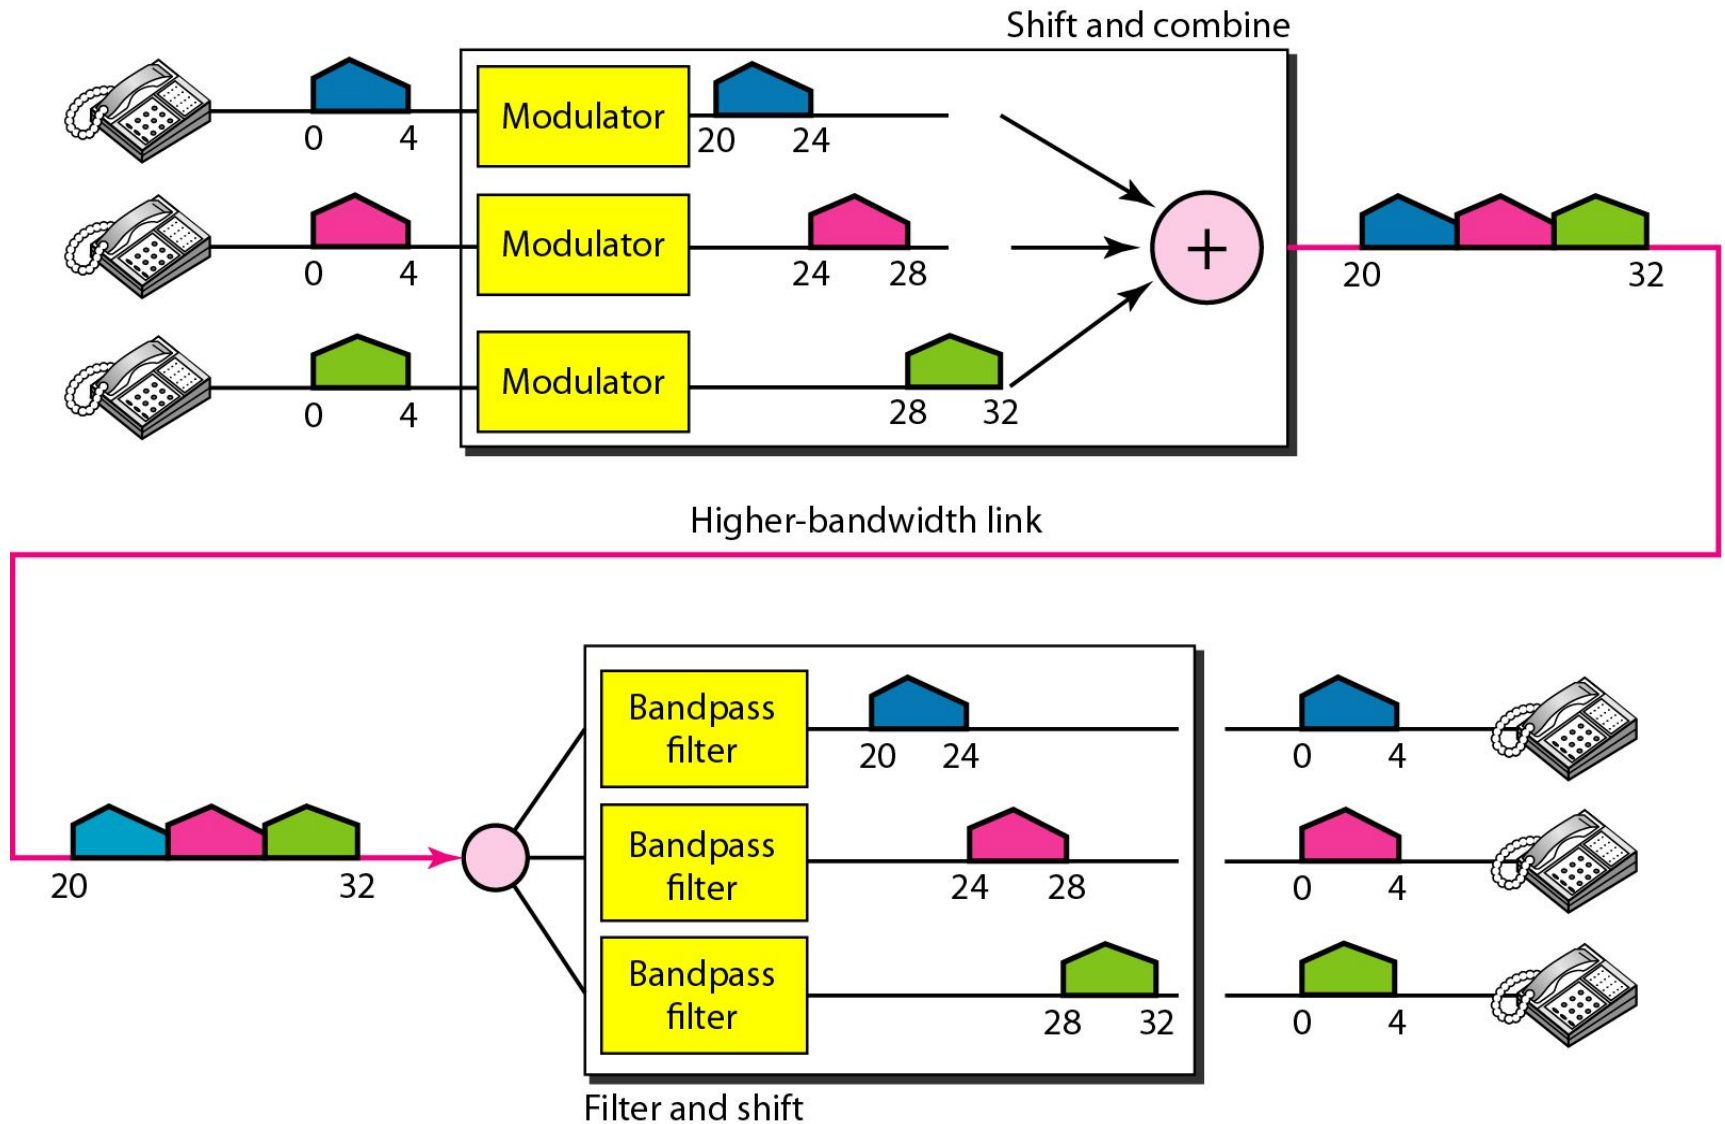 Shift and combine
0 4 Modulator 20 24
0 4 Modulator 24 28 + 20 32
0 4 Modulator 28 32
Higher-bandwidth link
Bandpass
filter
20 24 0 4
20 32
Bandpass
filter
24 28 0 4
Bandpass
filter
28 32 0 4
Filter and shift